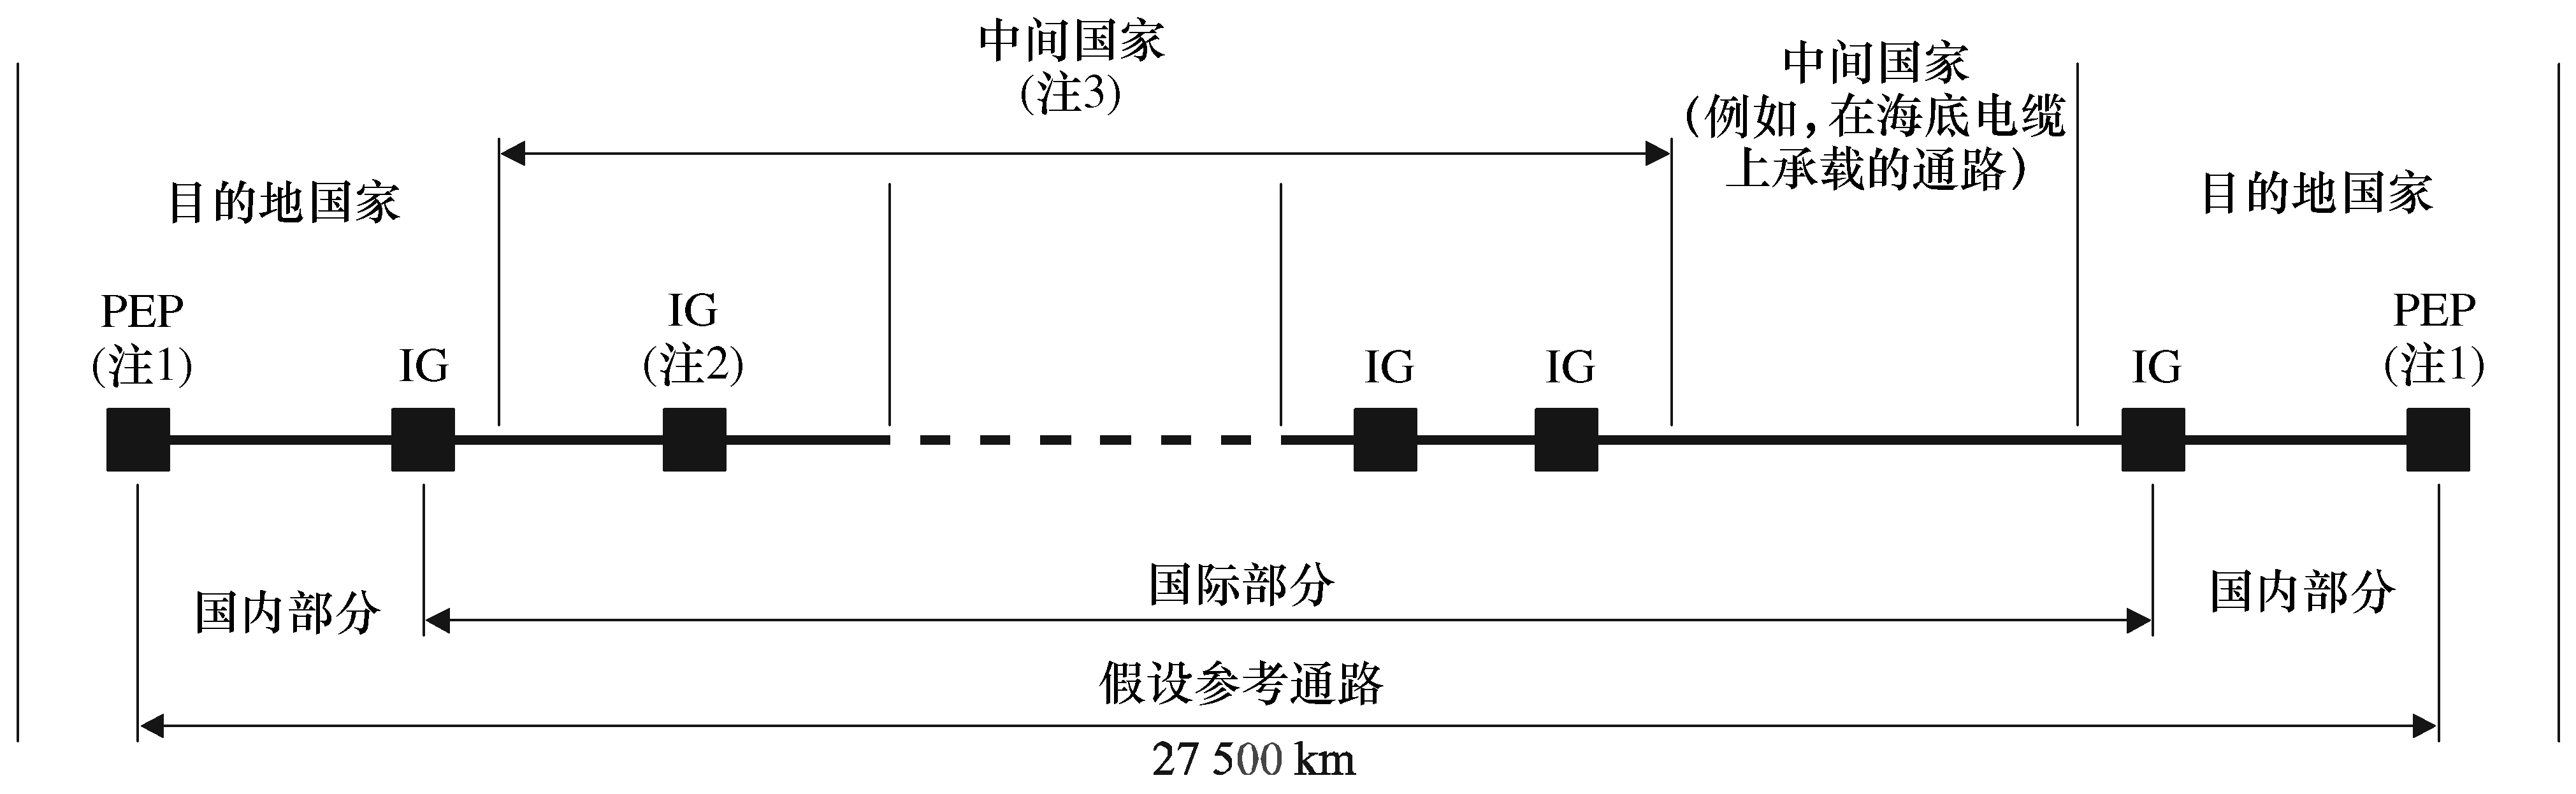 中间国家
(注3)
中间国家
(例如,在海底电缆
上承载的通路)
目的地国家
目的地国家
PEP
(注1)
IG
IG
(注2)
IG
IG
IG
PEP
(注1)
国内部分
国际部分
国内部分
假设参考通路
27 500 km